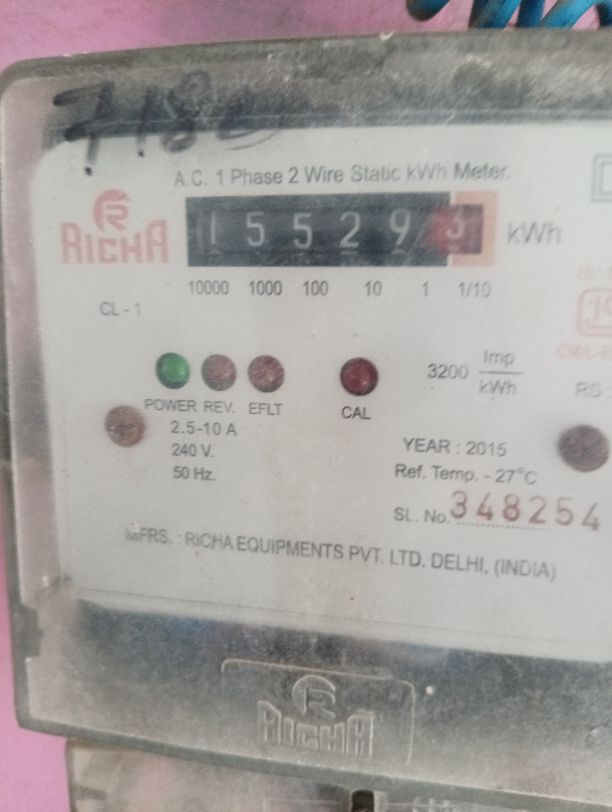 7180
A.C. 1 Phase 2 Wire Static kWh Meter.
RICHA
155293 kWh
10000 1000 100 10 1 1/10
CL - 1
3200 Imp/kWh
POWER REV. EFLT CAL
2.5-10 A
240 V.
50 Hz.
YEAR : 2015
Ref. Temp. - 27°C
SL. No. 348254
MFRS. : RICHA EQUIPMENTS PVT. LTD. DELHI, (INDIA)
RICHA